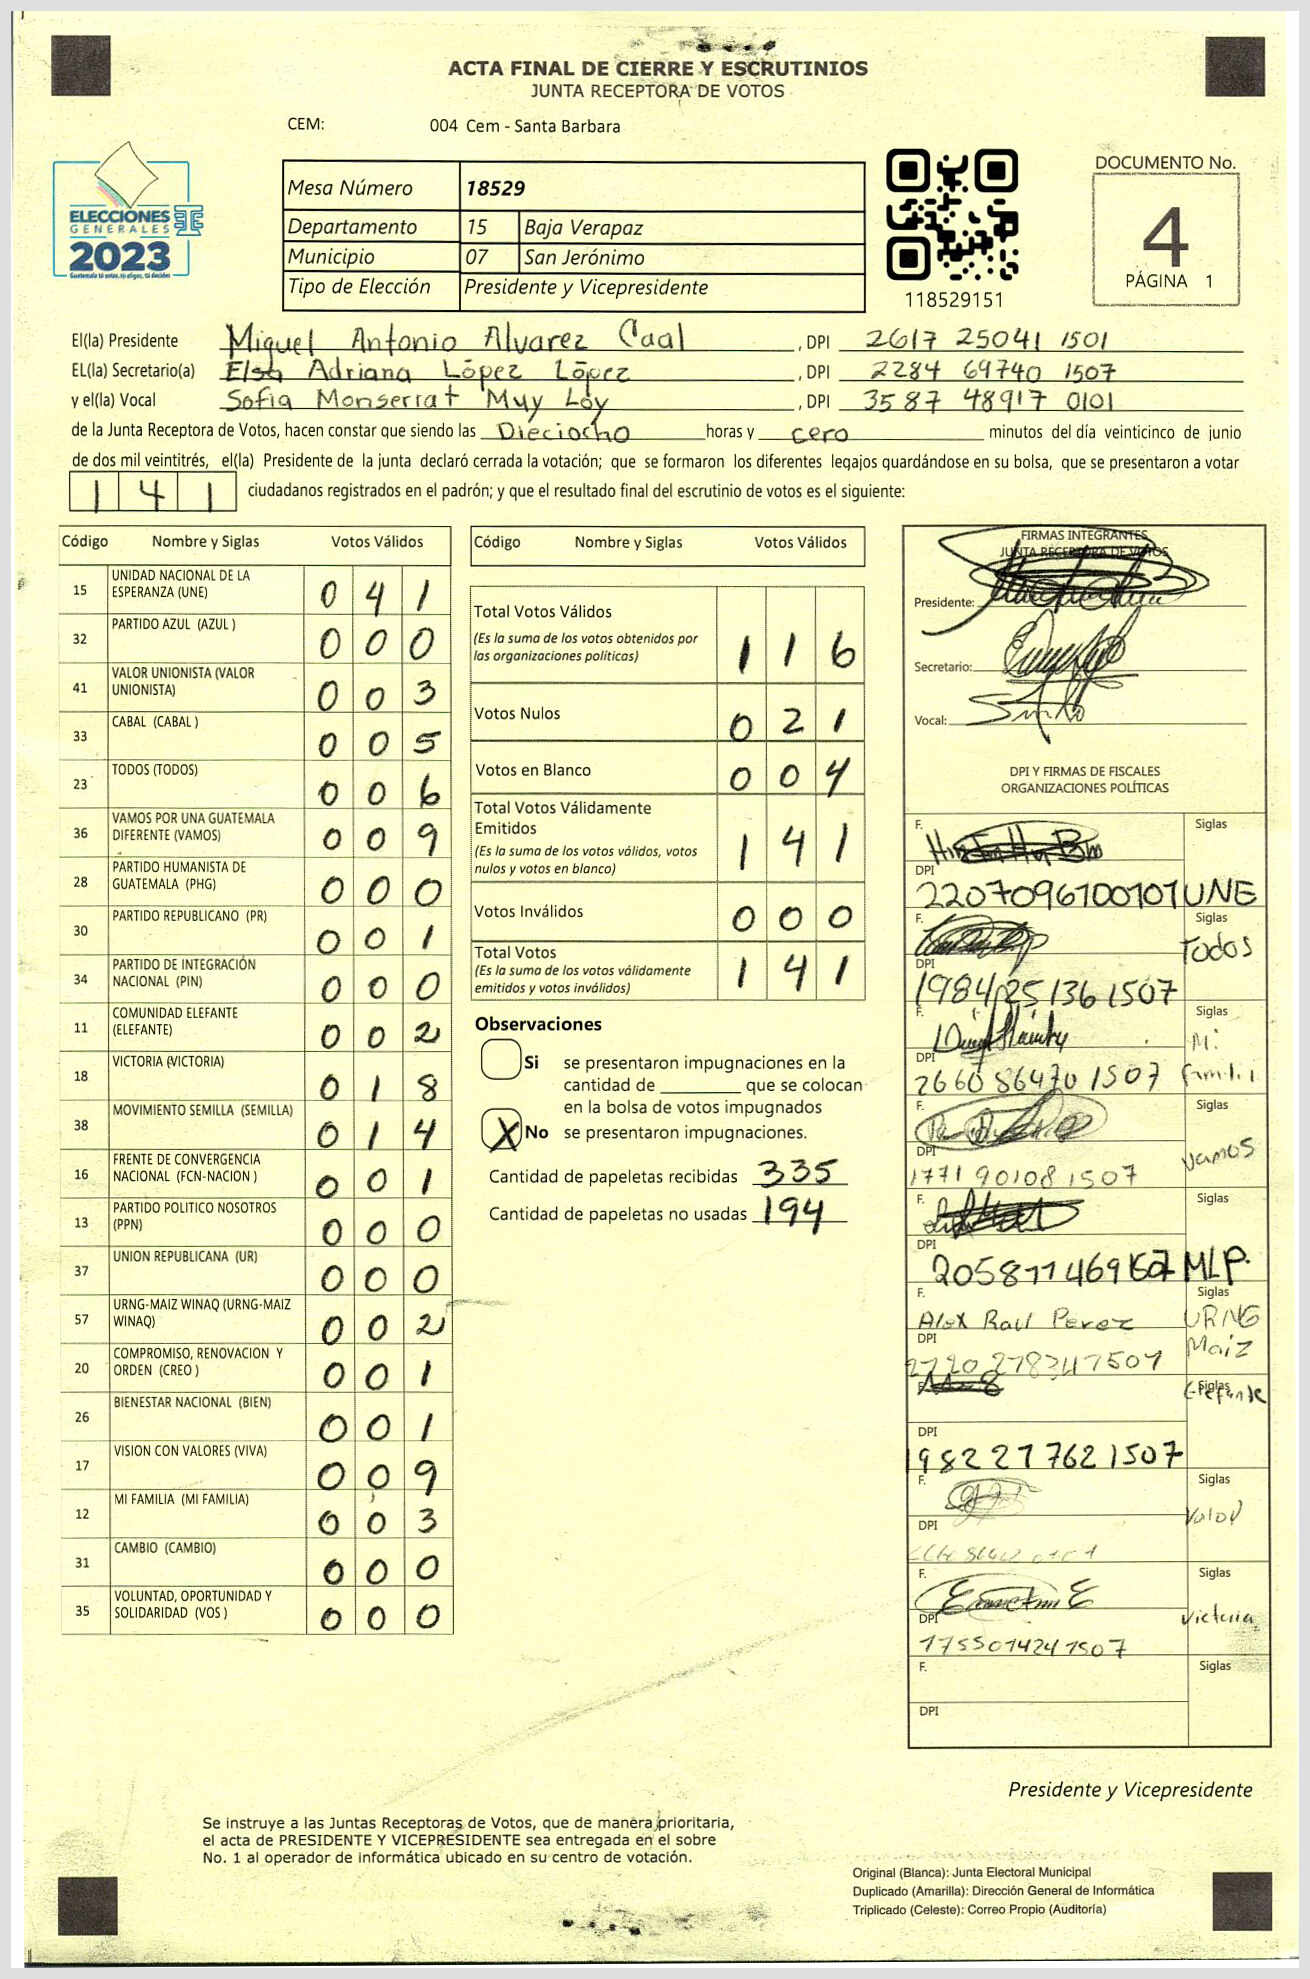 ACTA FINAL DE CIERRE Y ESCRUTINIOS
JUNTA RECEPTORA DE VOTOS
CEM: 004 Cem - Santa Barbara
ELECCIONES
GENERALES
2023
Guatemala tú eres, tú eliges, tú decides
Mesa Número 18529
Departamento 15 Baja Verapaz
Municipio 07 San Jerónimo
Tipo de Elección Presidente y Vicepresidente
118529151
DOCUMENTO No.
4
PÁGINA 1
El(la) Presidente Miguel Antonio Alvarez Caal , DPI 2617 25041 1501
EL(la) Secretario(a) Elsa Adriana López López , DPI 2284 69740 1507
y el(la) Vocal Sofia Monserrat Muy Loy , DPI 3587 48917 0101
de la Junta Receptora de Votos, hacen constar que siendo las Dieciocho horas y cero minutos del día veinticinco de junio
de dos mil veintitrés, el(la) Presidente de la junta declaró cerrada la votación; que se formaron los diferentes legajos guardándose en su bolsa, que se presentaron a votar
141 ciudadanos registrados en el padrón; y que el resultado final del escrutinio de votos es el siguiente:
Código Nombre y Siglas Votos Válidos
15 UNIDAD NACIONAL DE LA ESPERANZA (UNE) 0 4 1
32 PARTIDO AZUL (AZUL ) 0 0 0
41 VALOR UNIONISTA (VALOR UNIONISTA) 0 0 3
33 CABAL (CABAL ) 0 0 5
23 TODOS (TODOS) 0 0 6
36 VAMOS POR UNA GUATEMALA DIFERENTE (VAMOS) 0 0 9
28 PARTIDO HUMANISTA DE GUATEMALA (PHG) 0 0 0
30 PARTIDO REPUBLICANO (PR) 0 0 1
34 PARTIDO DE INTEGRACIÓN NACIONAL (PIN) 0 0 0
11 COMUNIDAD ELEFANTE (ELEFANTE) 0 0 2
18 VICTORIA (VICTORIA) 0 1 8
38 MOVIMIENTO SEMILLA (SEMILLA) 0 1 4
16 FRENTE DE CONVERGENCIA NACIONAL (FCN-NACION ) 0 0 1
13 PARTIDO POLITICO NOSOTROS (PPN) 0 0 0
37 UNION REPUBLICANA (UR) 0 0 0
57 URNG-MAIZ WINAQ (URNG-MAIZ WINAQ) 0 0 2
20 COMPROMISO, RENOVACION Y ORDEN (CREO ) 0 0 1
26 BIENESTAR NACIONAL (BIEN) 0 0 1
17 VISION CON VALORES (VIVA) 0 0 9
12 MI FAMILIA (MI FAMILIA) 0 0 3
31 CAMBIO (CAMBIO) 0 0 0
35 VOLUNTAD, OPORTUNIDAD Y SOLIDARIDAD (VOS ) 0 0 0
Código Nombre y Siglas Votos Válidos
Total Votos Válidos 1 1 6
(Es la suma de los votos obtenidos por
las organizaciones políticas)
Votos Nulos 0 2 1
Votos en Blanco 0 0 4
Total Votos Válidamente
Emitidos 1 4 1
(Es la suma de los votos válidos, votos
nulos y votos en blanco)
Votos Inválidos 0 0 0
Total Votos 1 4 1
(Es la suma de los votos válidamente
emitidos y votos inválidos)
Observaciones
Si se presentaron impugnaciones en la
cantidad de ________ que se colocan
en la bolsa de votos impugnados
X No se presentaron impugnaciones.
Cantidad de papeletas recibidas 335
Cantidad de papeletas no usadas 194
FIRMAS INTEGRANTES
JUNTA RECEPTORA DE VOTOS
Presidente:
Secretario:
Vocal:
DPI Y FIRMAS DE FISCALES
ORGANIZACIONES POLÍTICAS
F. Siglas
DPI
2207096100101 UNE
F. Siglas
Todos
DPI
1984 25136 1507
F. Siglas
Mi
DPI
2660 86470 1507 familia
F. Siglas
Vamos
DPI
1771 90108 1507
F. Siglas
DPI
MLP.
F. Siglas
Alex Raul Perez URNG
DPI Maiz
F. Siglas
Elefante
DPI
1982 27762 1507
F. Siglas
Valor
DPI
F. Siglas
Victoria
DPI
1755014241507
F. Siglas
DPI
Presidente y Vicepresidente
Se instruye a las Juntas Receptoras de Votos, que de manera prioritaria,
el acta de PRESIDENTE Y VICEPRESIDENTE sea entregada en el sobre
No. 1 al operador de informática ubicado en su centro de votación.
Original (Blanca): Junta Electoral Municipal
Duplicado (Amarilla): Dirección General de Informática
Triplicado (Celeste): Correo Propio (Auditoría)